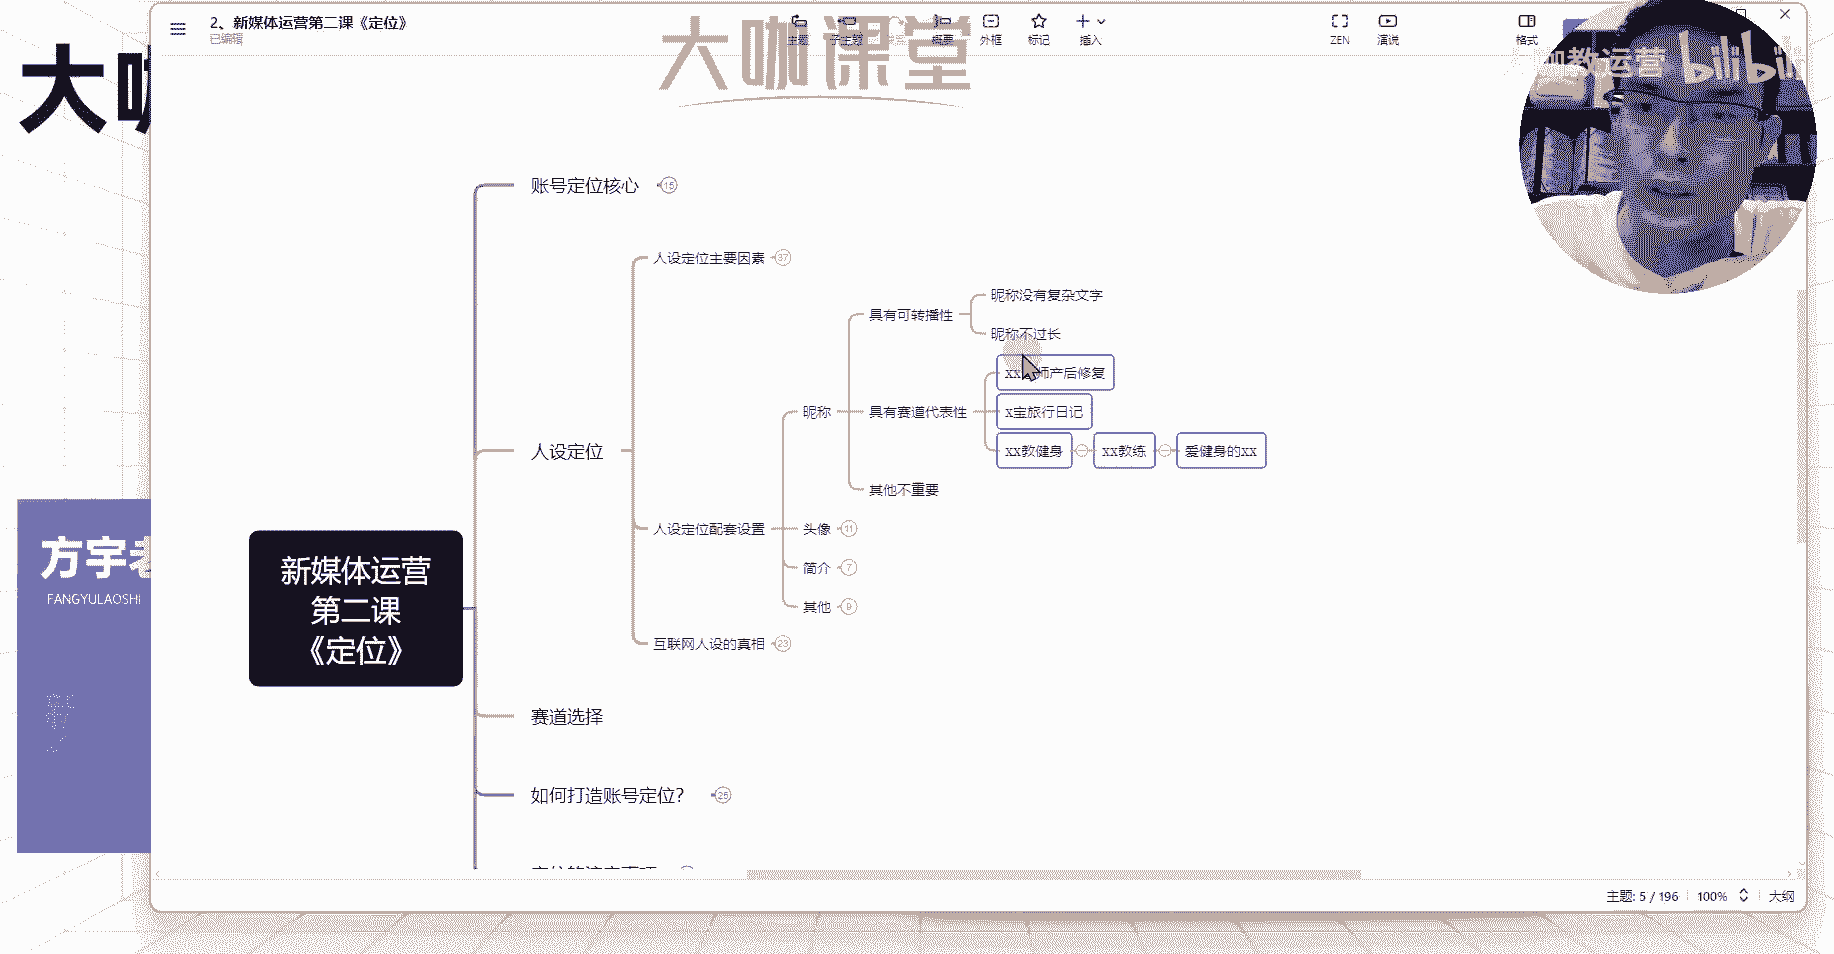 2、新媒体运营第二课《定位》
已编辑
主题
子主题
概要
外框
标记
插入
ZEN
演说
格式
大咖课堂
大咖教运营 bilibili
账号定位核心 15
人设定位主要因素 37
昵称没有复杂文字
具有可转播性
昵称不过长
师产后修复
昵称
具有赛道代表性
x宝旅行日记
人设定位
xx教健身
xx教练
爱健身的xx
其他不重要
人设定位配套设置
头像 11
简介 7
其他 9
互联网人设的真相 23
新媒体运营
第二课
《定位》
方宇
FANGYULAOSHI
赛道选择
如何打造账号定位？ 25
主题: 5 / 196
100%
大纲